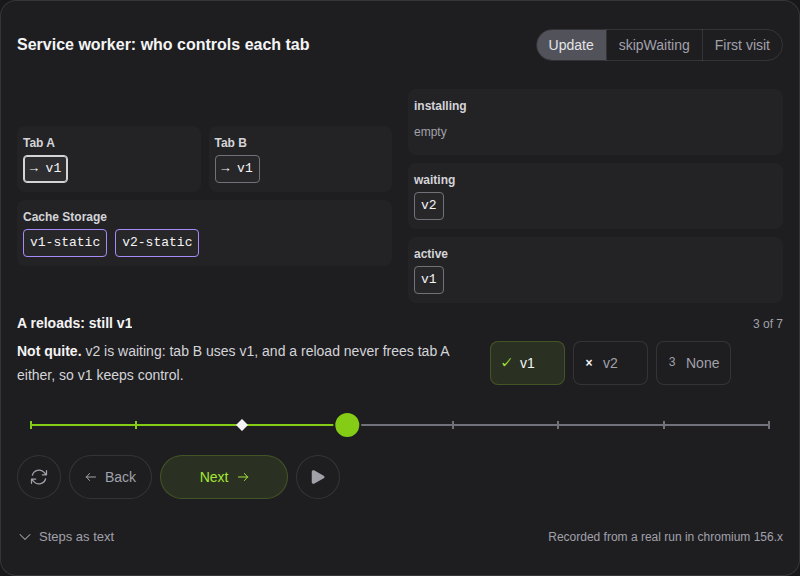 Service worker: who controls each tab
Update
skipWaiting
First visit
installing
empty
Tab A
→ v1
Tab B
→ v1
waiting
v2
Cache Storage
v1-static
v2-static
active
v1
A reloads: still v1
3 of 7
Not quite. v2 is waiting: tab B uses v1, and a reload never frees tab A
either, so v1 keeps control.
✓ v1
× v2
3 None
← Back
Next →
Steps as text
Recorded from a real run in chromium 156.x